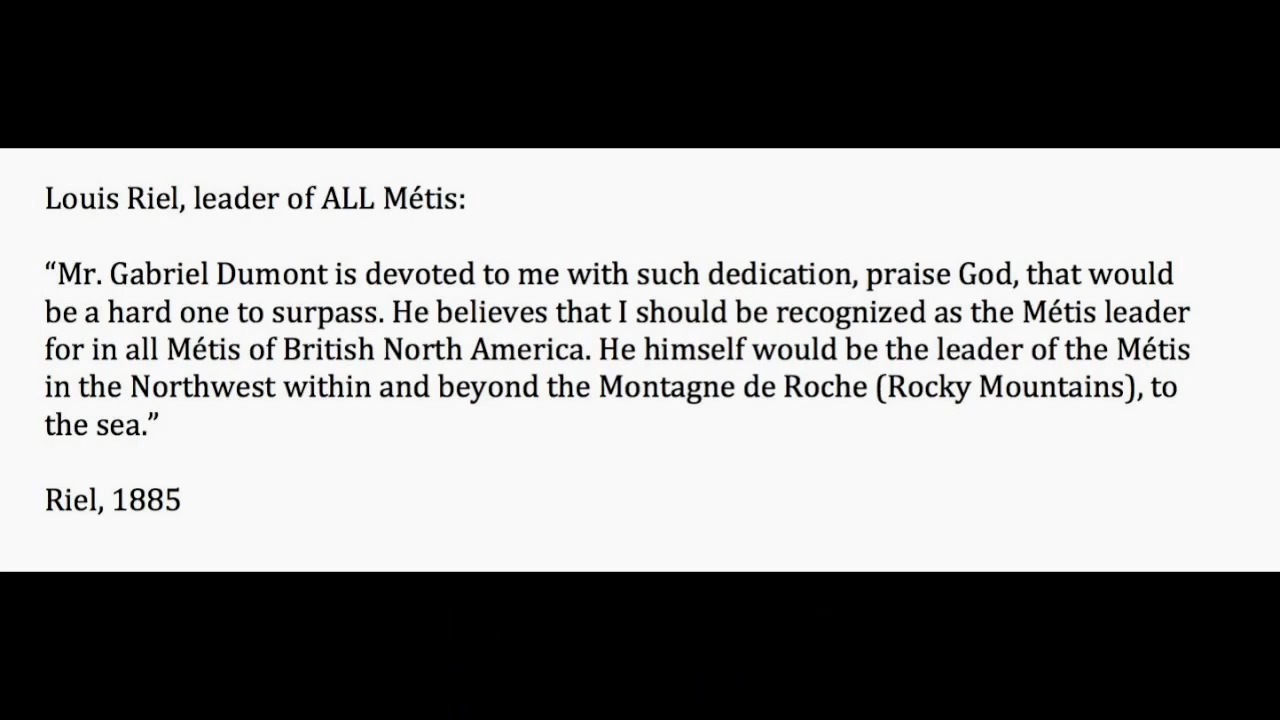 Louis Riel, leader of ALL Métis:
“Mr. Gabriel Dumont is devoted to me with such dedication, praise God, that would
be a hard one to surpass. He believes that I should be recognized as the Métis leader
for in all Métis of British North America. He himself would be the leader of the Métis
in the Northwest within and beyond the Montagne de Roche (Rocky Mountains), to
the sea.”
Riel, 1885